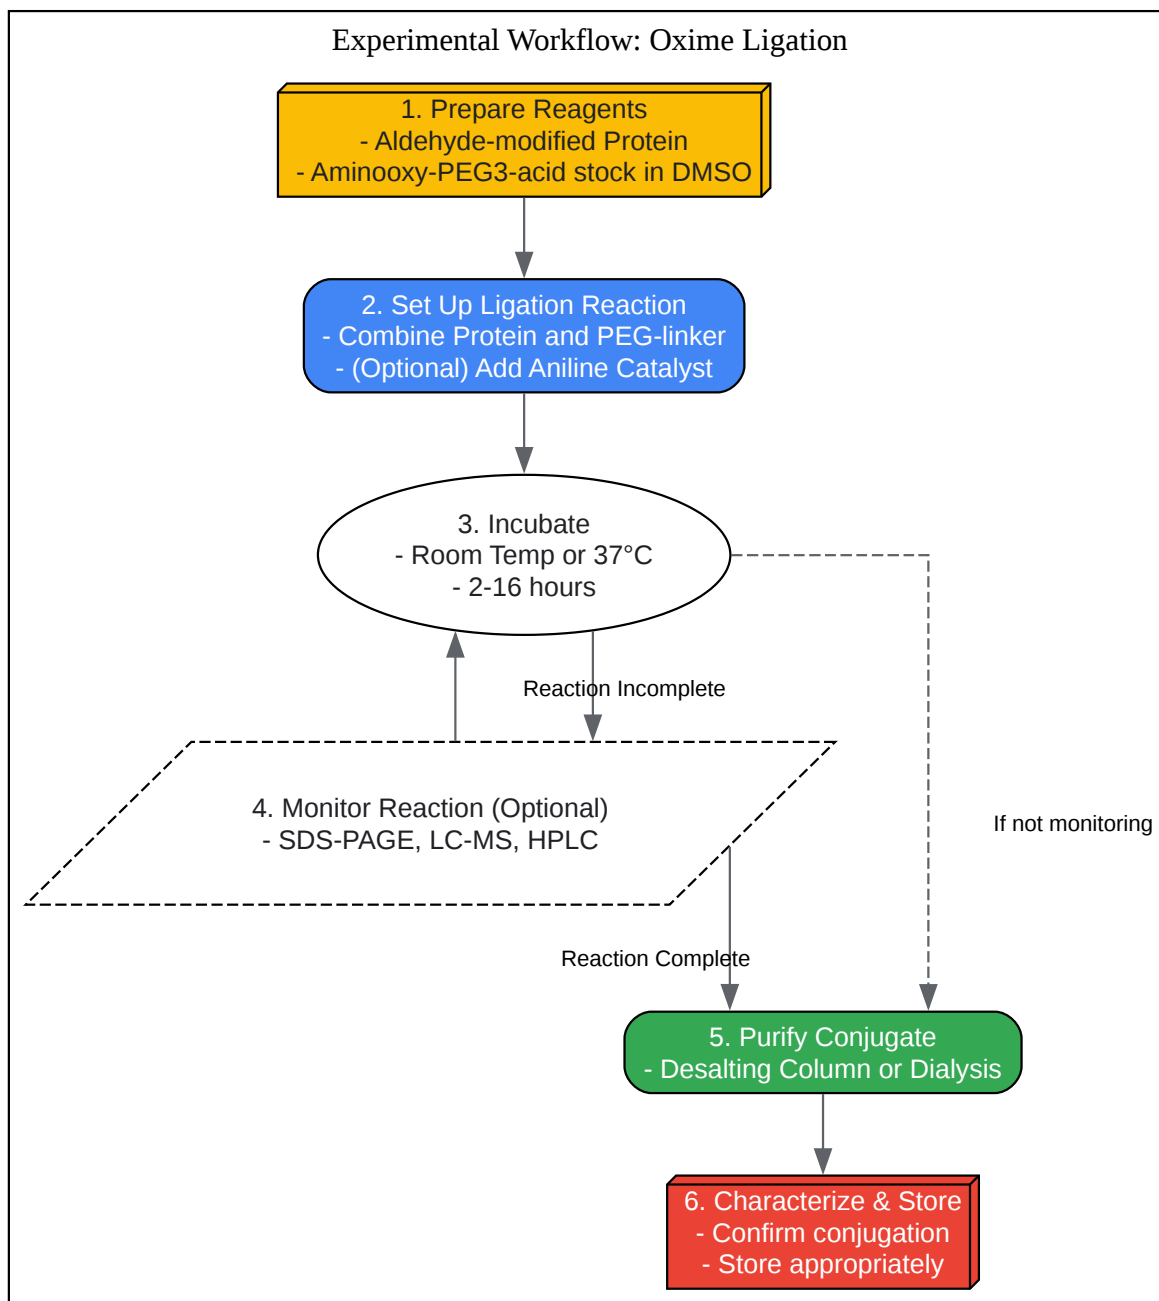 Experimental Workflow: Oxime Ligation
1. Prepare Reagents
- Aldehyde-modified Protein
- Aminooxy-PEG3-acid stock in DMSO
2. Set Up Ligation Reaction
- Combine Protein and PEG-linker
- (Optional) Add Aniline Catalyst
3. Incubate
- Room Temp or 37°C
- 2-16 hours
Reaction Incomplete
4. Monitor Reaction (Optional)
- SDS-PAGE, LC-MS, HPLC
If not monitoring
Reaction Complete
5. Purify Conjugate
- Desalting Column or Dialysis
6. Characterize & Store
- Confirm conjugation
- Store appropriately